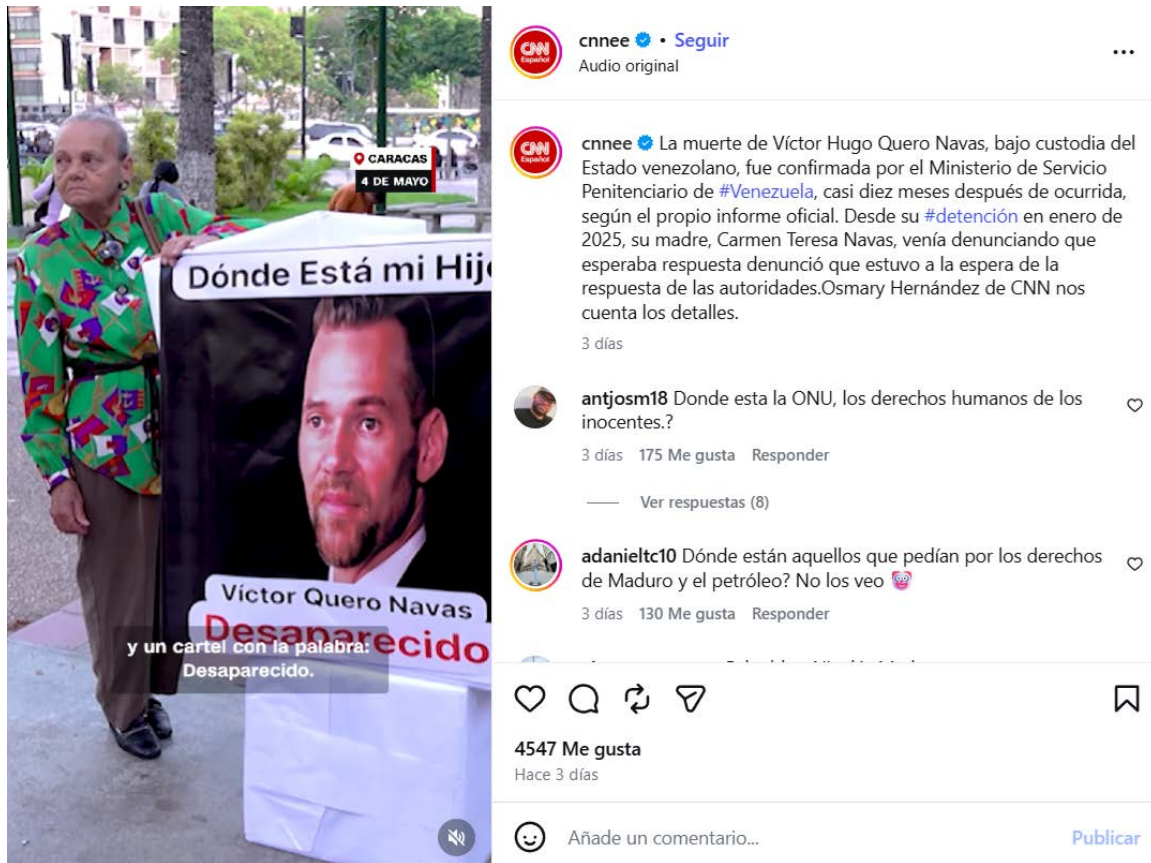 CARACAS
4 DE MAYO
Dónde Está mi Hij
Víctor Quero Navas
Desaparecido
y un cartel con la palabra:
Desaparecido.
CNN
Español
cnnee • Seguir
Audio original
CNN
Español
cnnee La muerte de Víctor Hugo Quero Navas, bajo custodia del
Estado venezolano, fue confirmada por el Ministerio de Servicio
Penitenciario de #Venezuela, casi diez meses después de ocurrida,
según el propio informe oficial. Desde su #detención en enero de
2025, su madre, Carmen Teresa Navas, venía denunciando que
esperaba respuesta denunció que estuvo a la espera de la
respuesta de las autoridades.Osmary Hernández de CNN nos
cuenta los detalles.
3 días
antjosm18 Donde esta la ONU, los derechos humanos de los
inocentes.?
3 días 175 Me gusta Responder
Ver respuestas (8)
adanieltc10 Dónde están aquellos que pedían por los derechos
de Maduro y el petróleo? No los veo 🤡
3 días 130 Me gusta Responder
4547 Me gusta
Hace 3 días
Añade un comentario...
Publicar